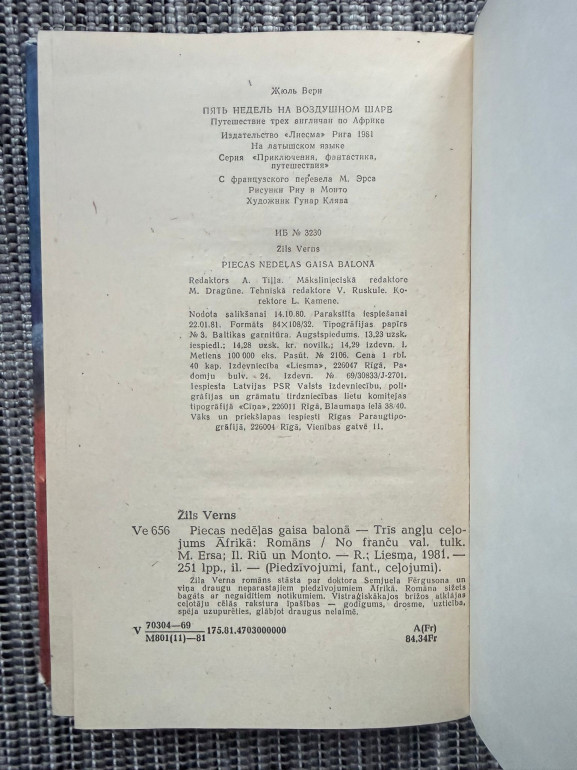 Жюль Верн
ПЯТЬ НЕДЕЛЬ НА ВОЗДУШНОМ ШАРЕ
Путешествие трех англичан по Африке
Издательство «Лиесма» Рига 1981
На латышском языке
Серия «Приключения, фантастика,
путешествия»
С французского перевела М. Эрса
Рисунки Риу и Монто
Художник Гунар Клява
ИБ № 3230
Žils Verns
PIECAS NEDĒĻAS GAISA BALONĀ
Redaktors A. Tiļļa. Mākslinieciskā redaktore
M. Dragūne. Tehniskā redaktore V. Ruskule. Ko-
rektore L. Kamene.
Nodota salikšanai 14.10.80. Parakstīta iespiešanai
22.01.81. Formāts 84×108/32. Tipogrāfijas papīrs
№ 3. Baltikas garnitūra. Augstspiedums. 13,23 uzsk.
iespiedl.; 14,28 uzsk. kr. novilk.; 14,29 izdevn. l.
Metiens 100 000 eks. Pasūt. № 2106. Cena 1 rbl.
40 kap. Izdevniecība «Liesma», 226047 Rīgā, Pa-
domju bulv. 24. Izdevn. № 69/30833/J-2701.
Iespiesta Latvijas PSR Valsts izdevniecību, poli-
grāfijas un grāmatu tirdzniecības lietu komitejas
tipogrāfijā «Cīņa», 226011 Rīgā, Blaumaņa ielā 38/40.
Vāks un priekšlapas iespiesti Rīgas Paraugtipo-
grāfijā, 226004 Rīgā, Vienības gatvē 11.
Žils Verns
Ve 656 Piecas nedēļas gaisa balonā — Trīs angļu ceļo-
jums Āfrikā: Romāns / No franču val. tulk.
M. Ersa; Il. Riū un Monto. — R.; Liesma, 1981. —
251 lpp., il. — (Piedzīvojumi, fant., ceļojumi).
Žila Verna romāns stāsta par doktora Semjuela Fērgusona un
viņa draugu neparastajiem piedzīvojumiem Āfrikā. Romāna sižets
bagāts ar negaidītiem notikumiem. Vistraģiskākajos brīžos atklājas
ceļotāju cēlās rakstura īpašības — godīgums, drosme, uzticība,
spēja uzupurēties, glābjot draugus nelaimē.
V 70304—69 175.81.4703000000 A(Fr)
M801(11)—81 84.34Fr